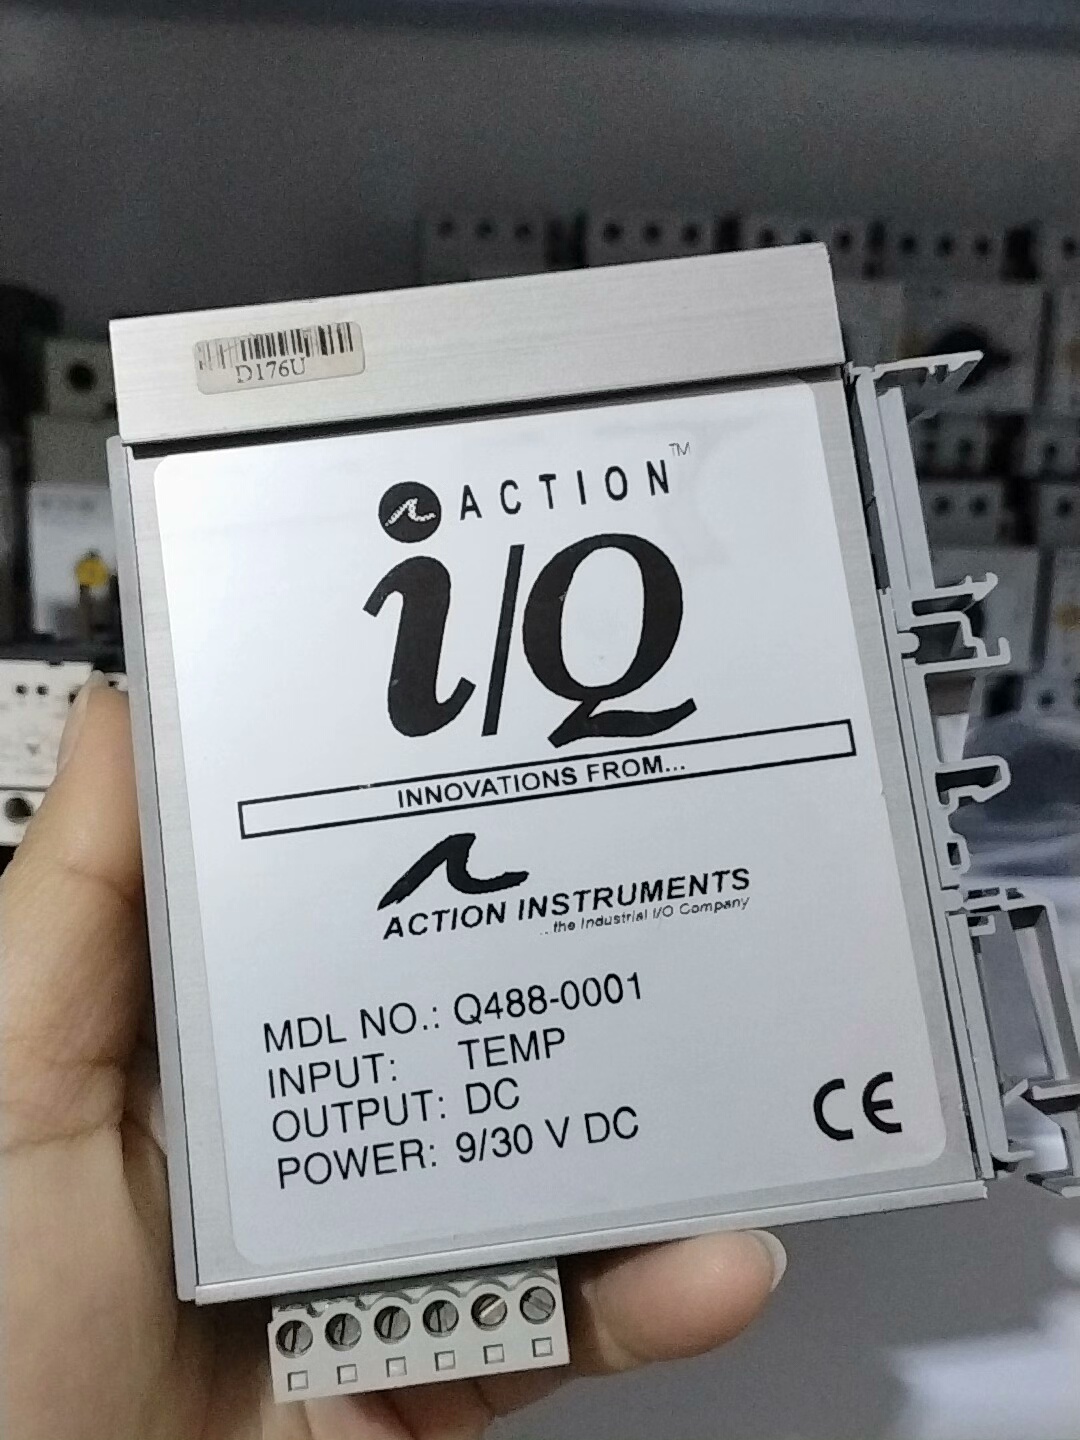 D176U
ACTION™
i/Q
INNOVATIONS FROM...
ACTION INSTRUMENTS
..the Industrial I/O Company
MDL NO.: Q488-0001
INPUT: TEMP
OUTPUT: DC
POWER: 9/30 V DC
CE